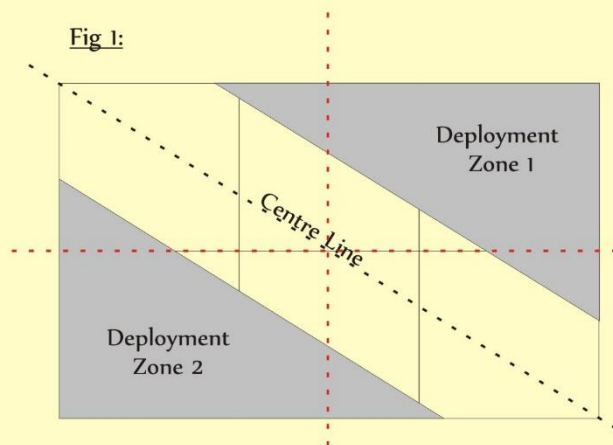 Fig 1:
Deployment
Zone 1
Centre Line
Deployment
Zone 2